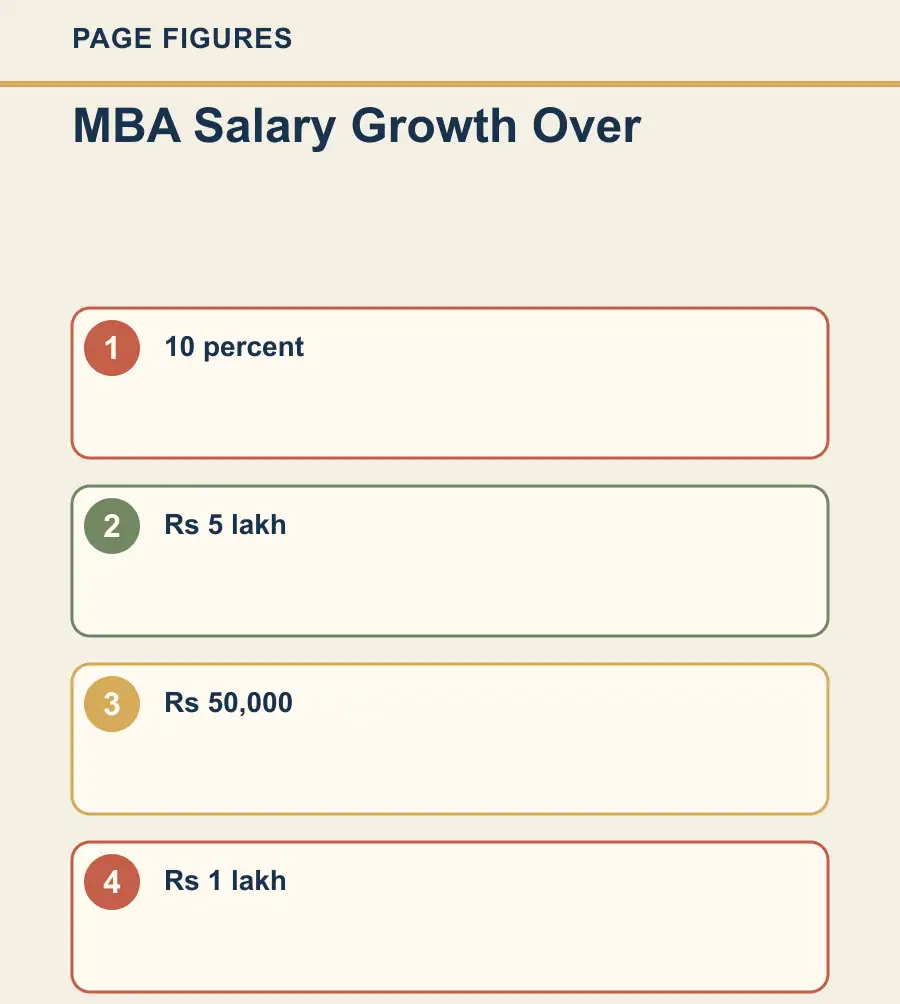 PAGE FIGURES
MBA Salary Growth Over
1 10 percent
2 Rs 5 lakh
3 Rs 50,000
4 Rs 1 lakh